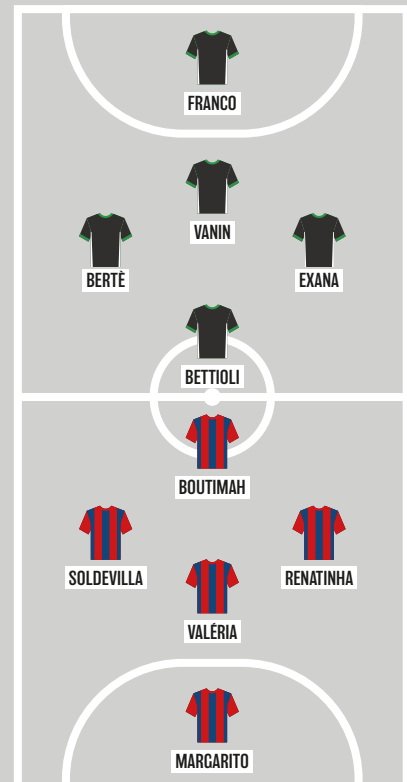 FRANCO
VANIN
BERTÈ
EXANA
BETTIOLI
BOUTIMAH
SOLDEVILLA
RENATINHA
VALÉRIA
MARGARITO